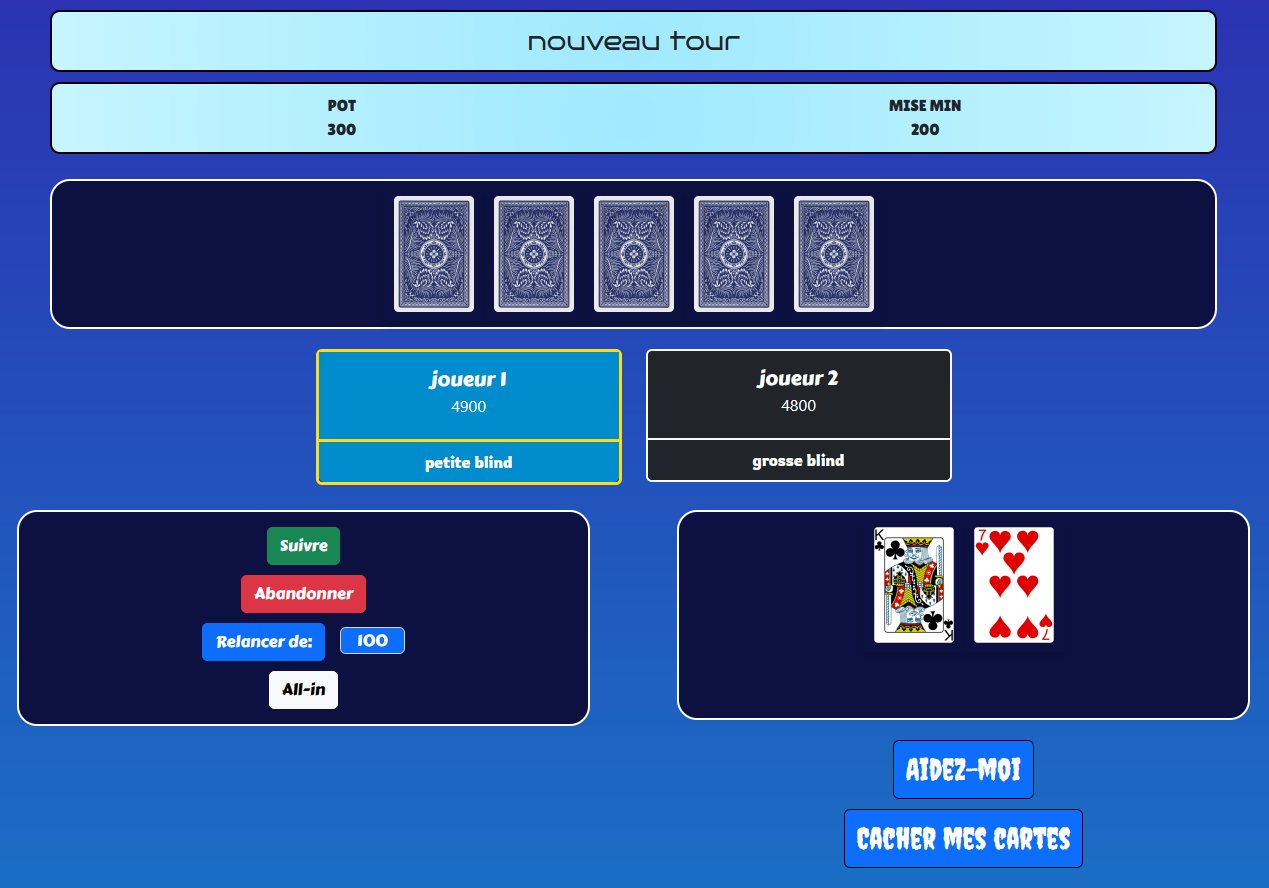 nouveau tour
POT
300
MISE MIN
200
joueur 1
4900
petite blind
joueur 2
4800
grosse blind
Suivre
Abandonner
Relancer de: 100
All-in
K
K
7
7
AIDEZ-MOI
CACHER MES CARTES